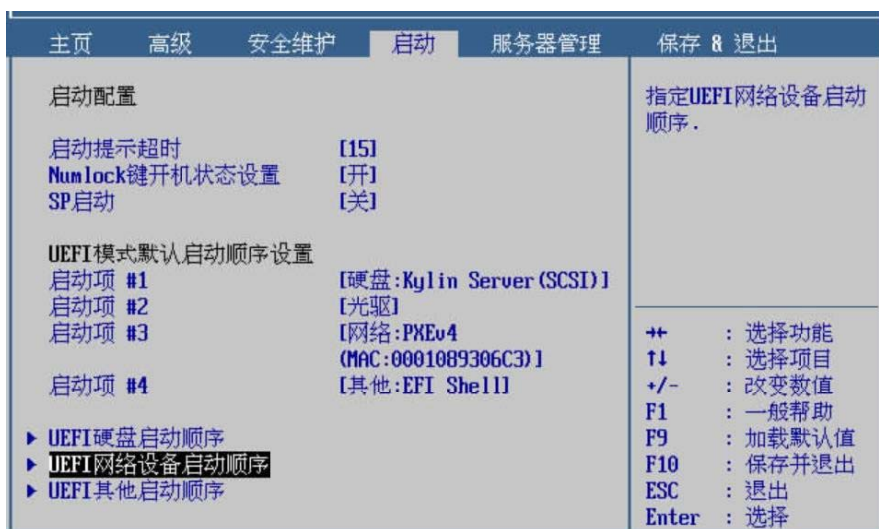 主页 高级 安全维护 启动 服务器管理 保存 & 退出
启动配置
启动提示超时 [15]
Numlock键开机状态设置 [开]
SP启动 [关]
UEFI模式默认启动顺序设置
启动项 #1 [硬盘:Kylin Server(SCSI)]
启动项 #2 [光驱]
启动项 #3 [网络:PXEv4
(MAC:0001089306C3)]
启动项 #4 [其他:EFI Shell]
UEFI硬盘启动顺序
UEFI网络设备启动顺序
UEFI其他启动顺序
指定UEFI网络设备启动
顺序.
→← : 选择功能
↑↓ : 选择项目
+/- : 改变数值
F1 : 一般帮助
F9 : 加载默认值
F10 : 保存并退出
ESC : 退出
Enter : 选择